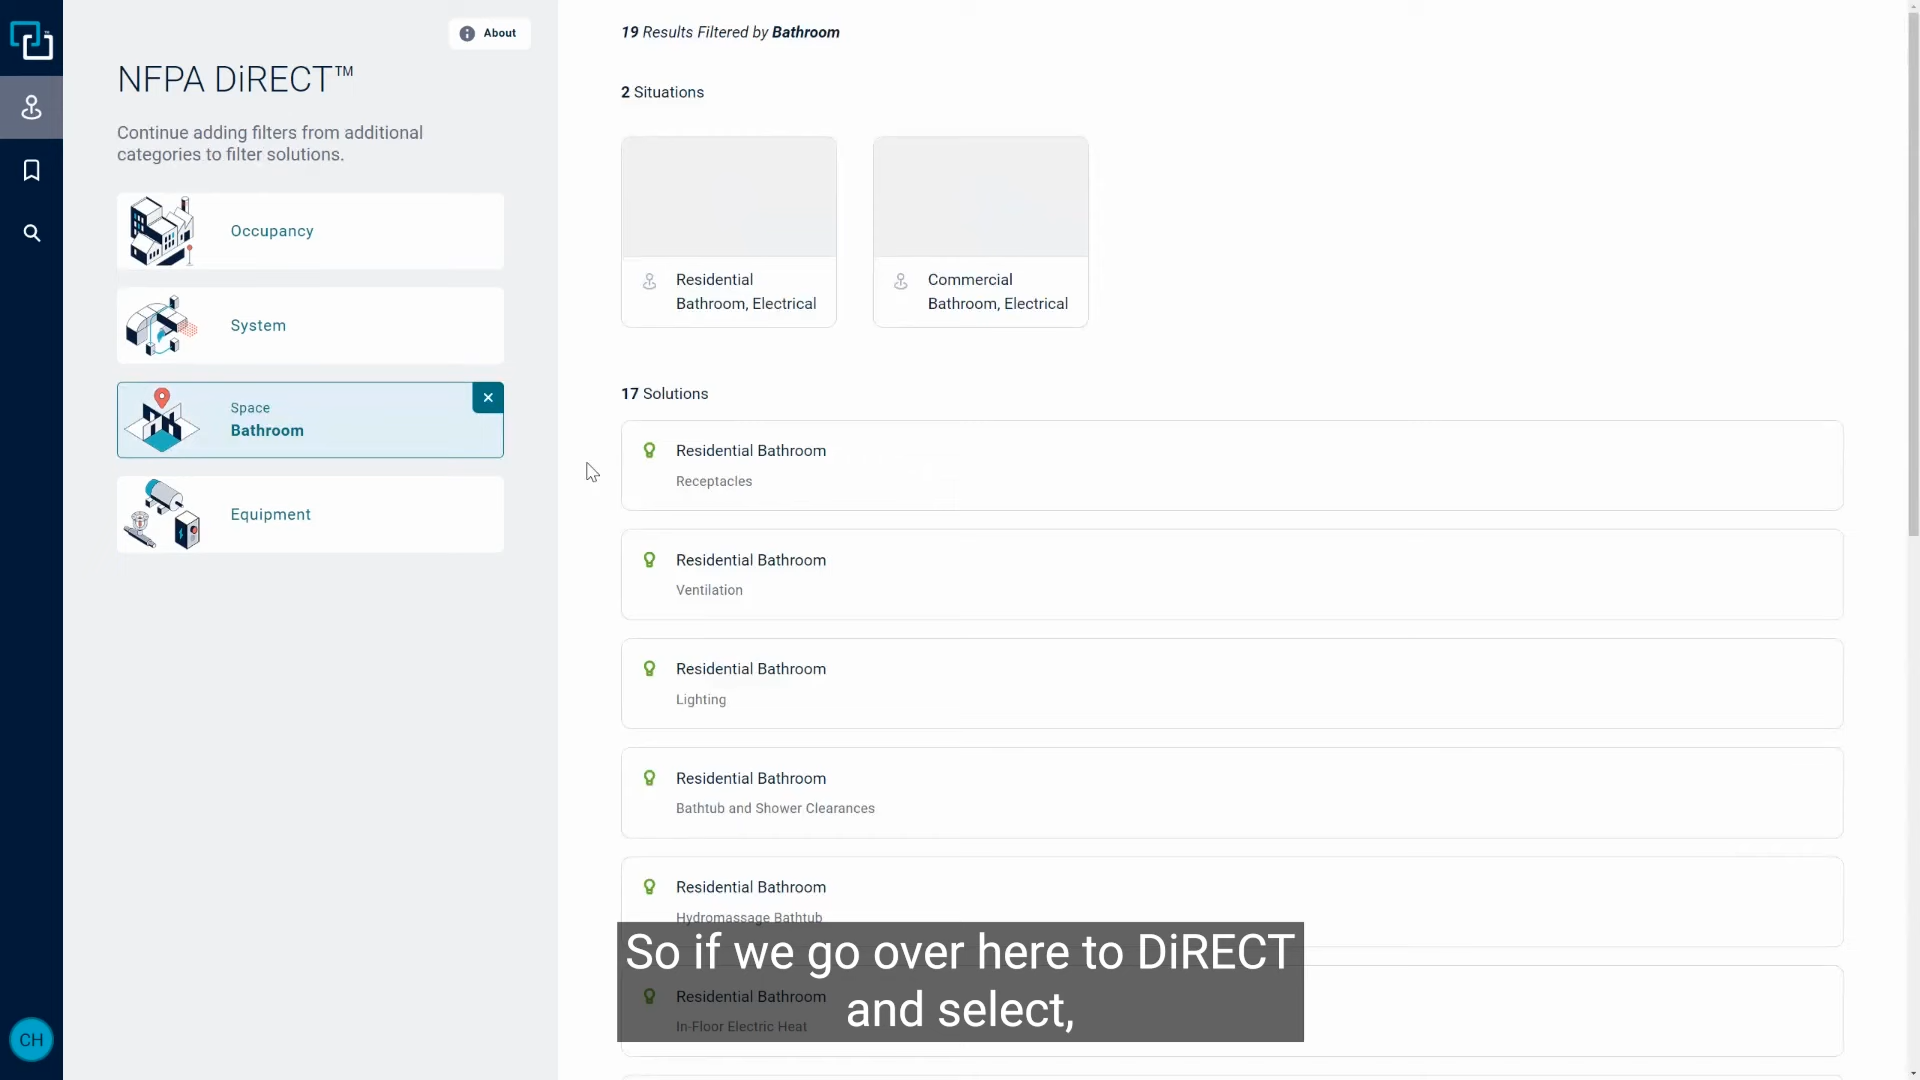 About
NFPA DiRECT™
Continue adding filters from additional
categories to filter solutions.
Occupancy
System
Space
Bathroom
Equipment
CH
19 Results Filtered by Bathroom
2 Situations
Residential
Bathroom, Electrical
Commercial
Bathroom, Electrical
17 Solutions
Residential Bathroom
Receptacles
Residential Bathroom
Ventilation
Residential Bathroom
Lighting
Residential Bathroom
Bathtub and Shower Clearances
Residential Bathroom
Hydromassage Bathtub
Residential Bathroom
In-Floor Electric Heat
So if we go over here to DiRECT
and select,